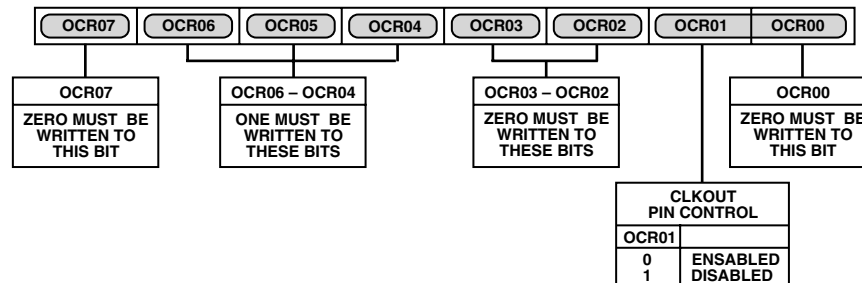 OCR07 OCR06 OCR05 OCR04 OCR03 OCR02 OCR01 OCR00
OCR07
ZERO MUST BE
WRITTEN TO
THIS BIT
OCR06 – OCR04
ONE MUST BE
WRITTEN TO
THESE BITS
OCR03 – OCR02
ZERO MUST BE
WRITTEN TO
THESE BITS
OCR00
ZERO MUST BE
WRITTEN TO
THIS BIT
CLKOUT
PIN CONTROL
OCR01
0 ENSABLED
1 DISABLED